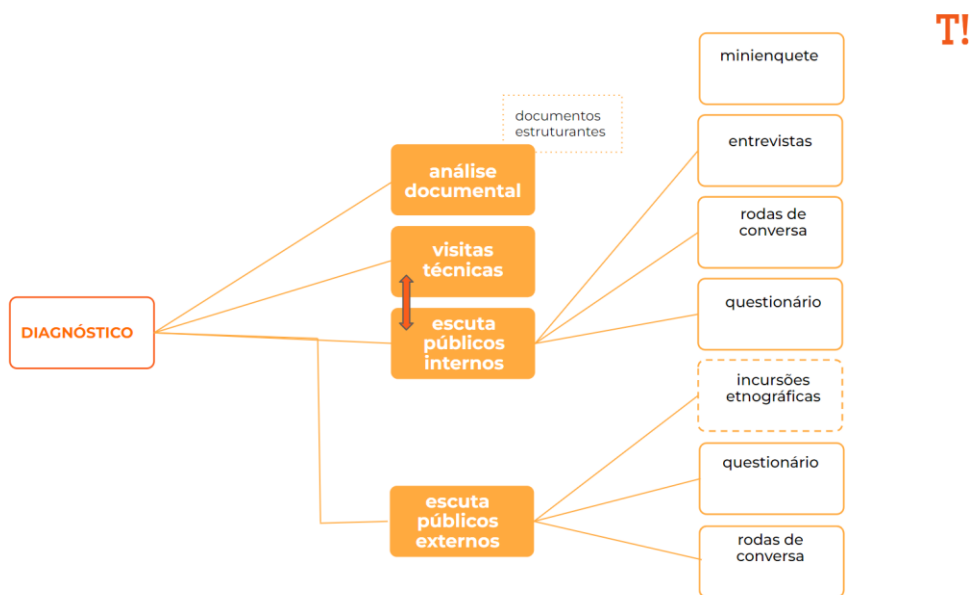 T!
minienquete
documentos
estruturantes
entrevistas
análise
documental
rodas de
conversa
visitas
técnicas
questionário
DIAGNÓSTICO
escuta
públicos
internos
incursões
etnográficas
questionário
escuta
públicos
externos
rodas de
conversa